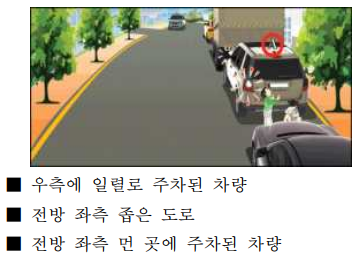 ■ 우측에 일렬로 주차된 차량
■ 전방 좌측 좁은 도로
■ 전방 좌측 먼 곳에 주차된 차량